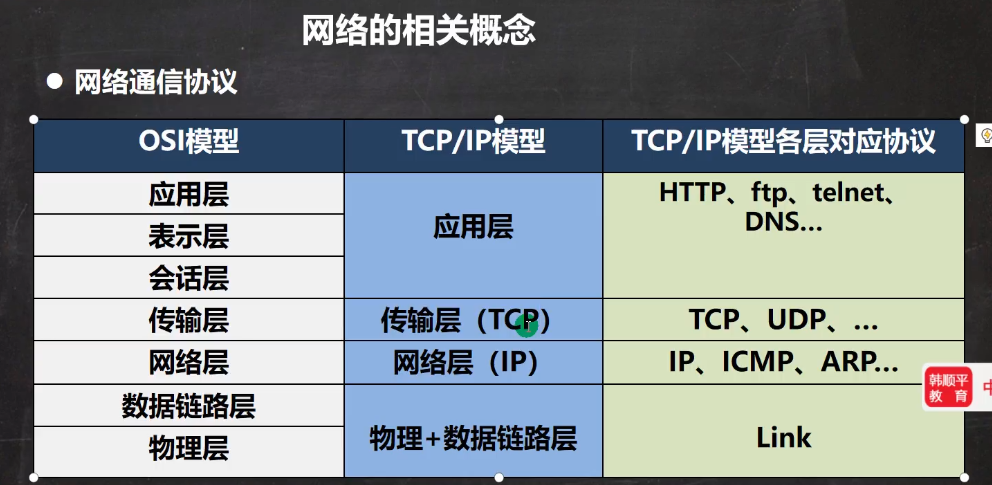 网络的相关概念
● 网络通信协议
OSI模型 TCP/IP模型 TCP/IP模型各层对应协议
应用层
表示层
会话层
应用层
HTTP、ftp、telnet、
DNS...
传输层 传输层（TCP） TCP、UDP、...
网络层 网络层（IP） IP、ICMP、ARP...
数据链路层
物理层
物理+数据链路层
Link
韩顺平
教育
中